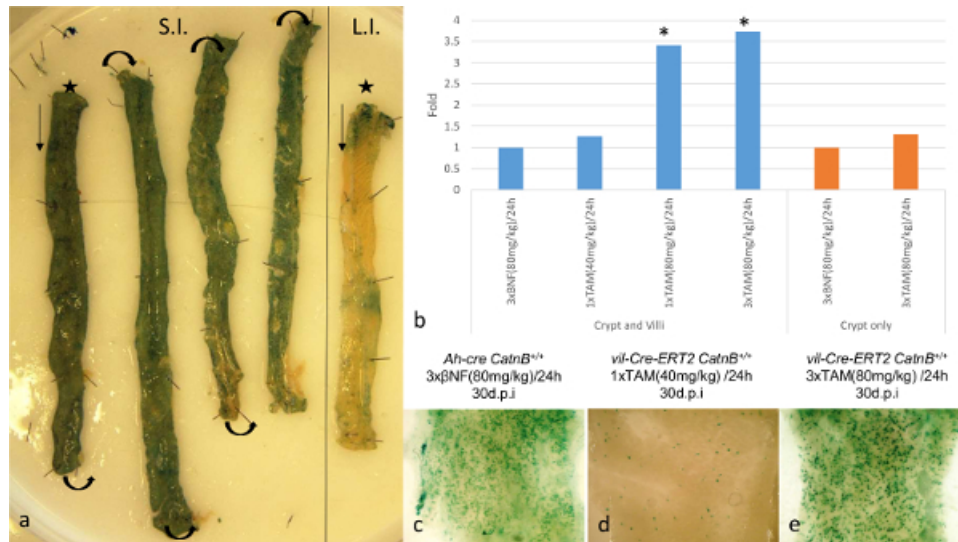 S.I.
L.I.
a
4
3.5
3
2.5
2
1.5
1
0.5
0
Fold
*
*
3xBNF(80mg/kg)/24h
1xTAM(40mg/kg)/24h
1xTAM(80mg/kg)/24h
3xTAM(80mg/kg)/24h
3xBNF(80mg/kg)/24h
3xTAM(80mg/kg)/24h
Crypt and Villi
Crypt only
b
Ah-cre CatnB+/+
3xβNF(80mg/kg)/24h
30d.p.i
vil-Cre-ERT2 CatnB+/+
1xTAM(40mg/kg) /24h
30d.p.i
vil-Cre-ERT2 CatnB+/+
3xTAM(80mg/kg) /24h
30d.p.i
c
d
e